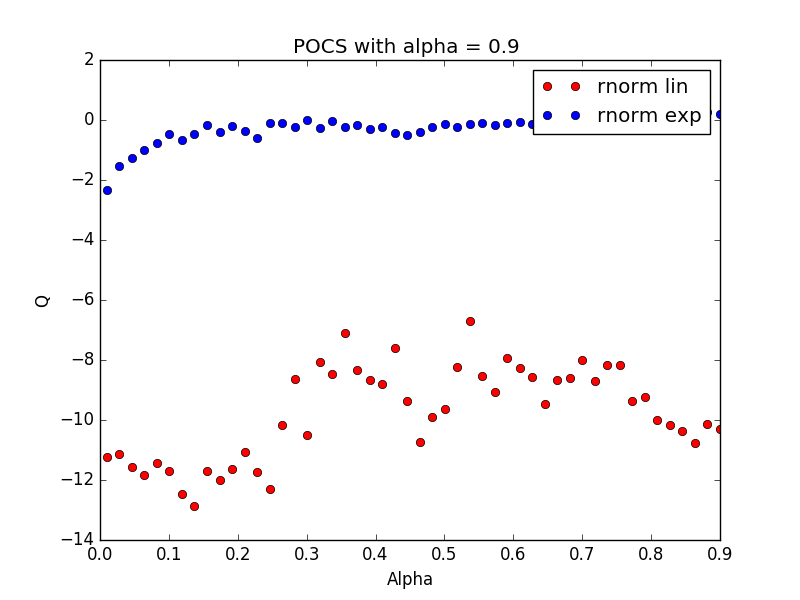 POCS with alpha = 0.9
rnorm lin
rnorm exp
2
0
−2
−4
−6
−8
−10
−12
−14
Q
0.0 0.1 0.2 0.3 0.4 0.5 0.6 0.7 0.8 0.9
Alpha